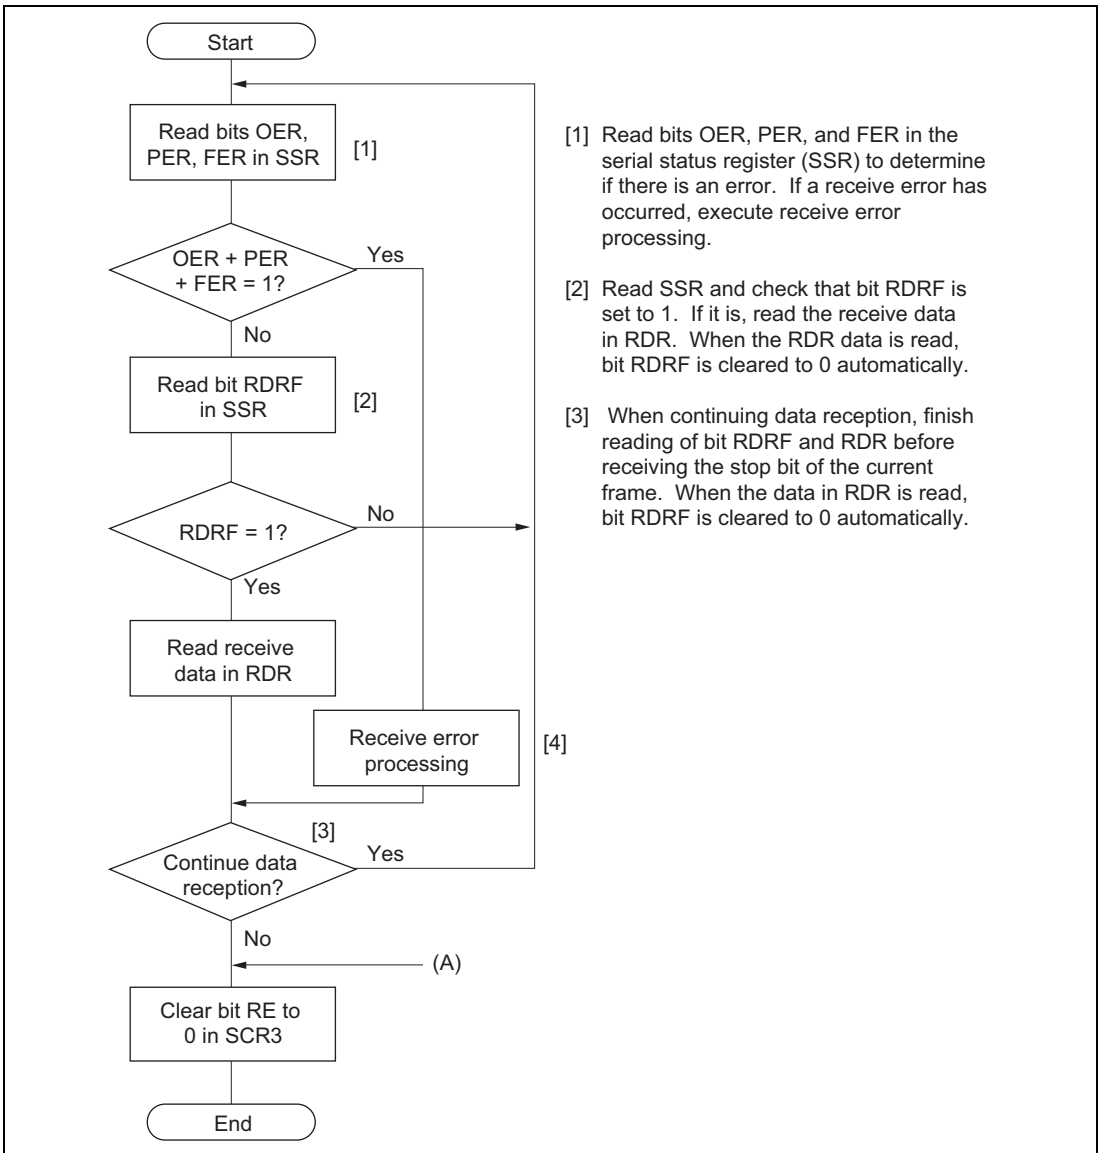 Start
Read bits OER,
PER, FER in SSR
[1]
OER + PER
+ FER = 1?
Yes
No
Read bit RDRF
in SSR
[2]
RDRF = 1?
No
Yes
Read receive
data in RDR
Receive error
processing
[4]
[3]
Continue data
reception?
Yes
No
(A)
Clear bit RE to
0 in SCR3
End
[1] Read bits OER, PER, and FER in the
serial status register (SSR) to determine
if there is an error. If a receive error has
occurred, execute receive error
processing.
[2] Read SSR and check that bit RDRF is
set to 1. If it is, read the receive data
in RDR. When the RDR data is read,
bit RDRF is cleared to 0 automatically.
[3] When continuing data reception, finish
reading of bit RDRF and RDR before
receiving the stop bit of the current
frame. When the data in RDR is read,
bit RDRF is cleared to 0 automatically.